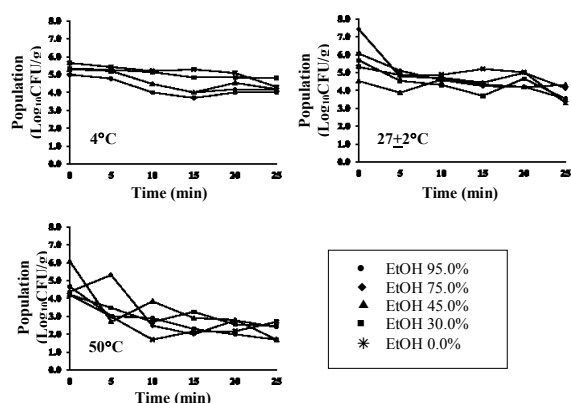 8.0
7.0
6.0
5.0
4.0
3.0
2.0
1.0
0.0
Population
(Log₁₀CFU/g)
4°C
0 5 10 15 20 25
Time (min)
8.0
7.0
6.0
5.0
4.0
3.0
2.0
1.0
0.0
Population
(Log₁₀CFU/g)
27±2°C
0 5 10 15 20 25
Time (min)
8.0
7.0
6.0
5.0
4.0
3.0
2.0
1.0
0.0
Population
(Log₁₀CFU/g)
50°C
0 5 10 15 20 25
Time (min)
EtOH 95.0%
EtOH 75.0%
EtOH 45.0%
EtOH 30.0%
EtOH 0.0%